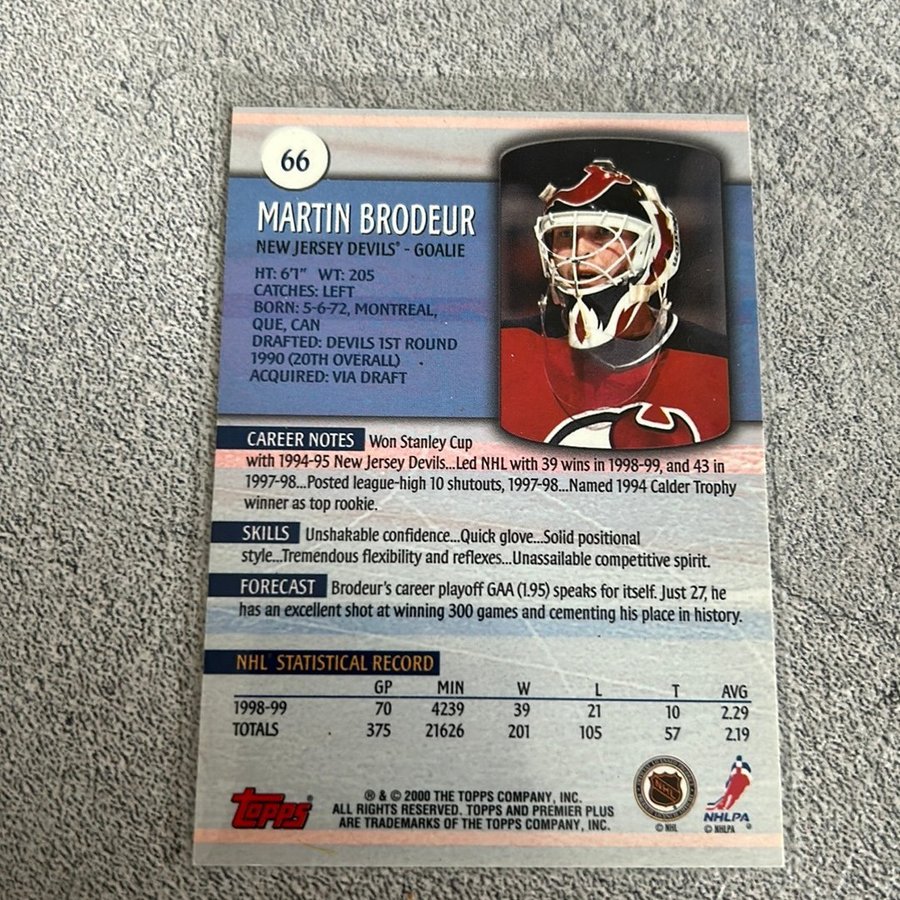 66
MARTIN BRODEUR
NEW JERSEY DEVILS® - GOALIE
HT: 6'1" WT: 205
CATCHES: LEFT
BORN: 5-6-72, MONTREAL,
QUE, CAN
DRAFTED: DEVILS 1ST ROUND
1990 (20TH OVERALL)
ACQUIRED: VIA DRAFT
CAREER NOTES Won Stanley Cup
with 1994-95 New Jersey Devils...Led NHL with 39 wins in 1998-99, and 43 in
1997-98...Posted league-high 10 shutouts, 1997-98...Named 1994 Calder Trophy
winner as top rookie.
SKILLS Unshakable confidence...Quick glove...Solid positional
style...Tremendous flexibility and reflexes...Unassailable competitive spirit.
FORECAST Brodeur's career playoff GAA (1.95) speaks for itself. Just 27, he
has an excellent shot at winning 300 games and cementing his place in history.
NHL® STATISTICAL RECORD
GP MIN W L T AVG
1998-99 70 4239 39 21 10 2.29
TOTALS 375 21626 201 105 57 2.19
topps®
® & © 2000 THE TOPPS COMPANY, INC.
ALL RIGHTS RESERVED. TOPPS AND PREMIER PLUS
ARE TRADEMARKS OF THE TOPPS COMPANY, INC.
NHL
© NHL
NHLPA
© NHLPA